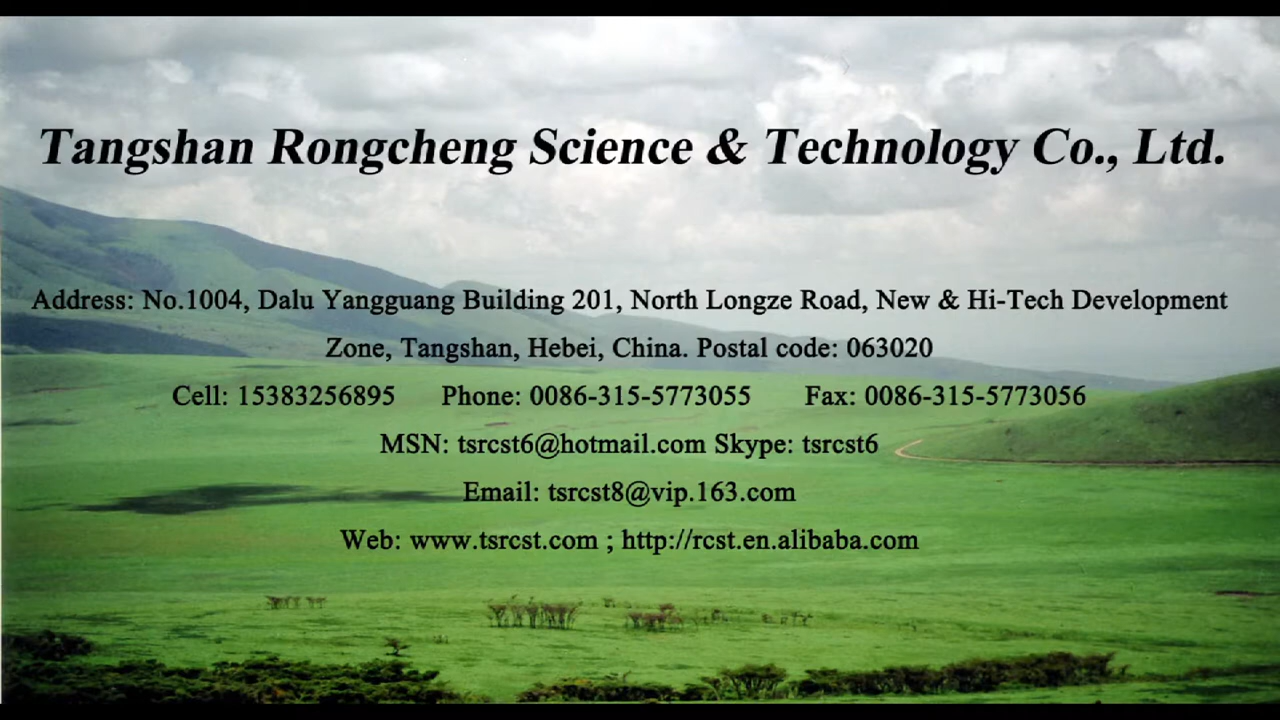 Tangshan Rongcheng Science & Technology Co., Ltd.
Address: No.1004, Dalu Yangguang Building 201, North Longze Road, New & Hi-Tech Development
Zone, Tangshan, Hebei, China. Postal code: 063020
Cell: 15383256895 Phone: 0086-315-5773055 Fax: 0086-315-5773056
MSN: tsrcst6@hotmail.com Skype: tsrcst6
Email: tsrcst8@vip.163.com
Web: www.tsrcst.com ; http://rcst.en.alibaba.com